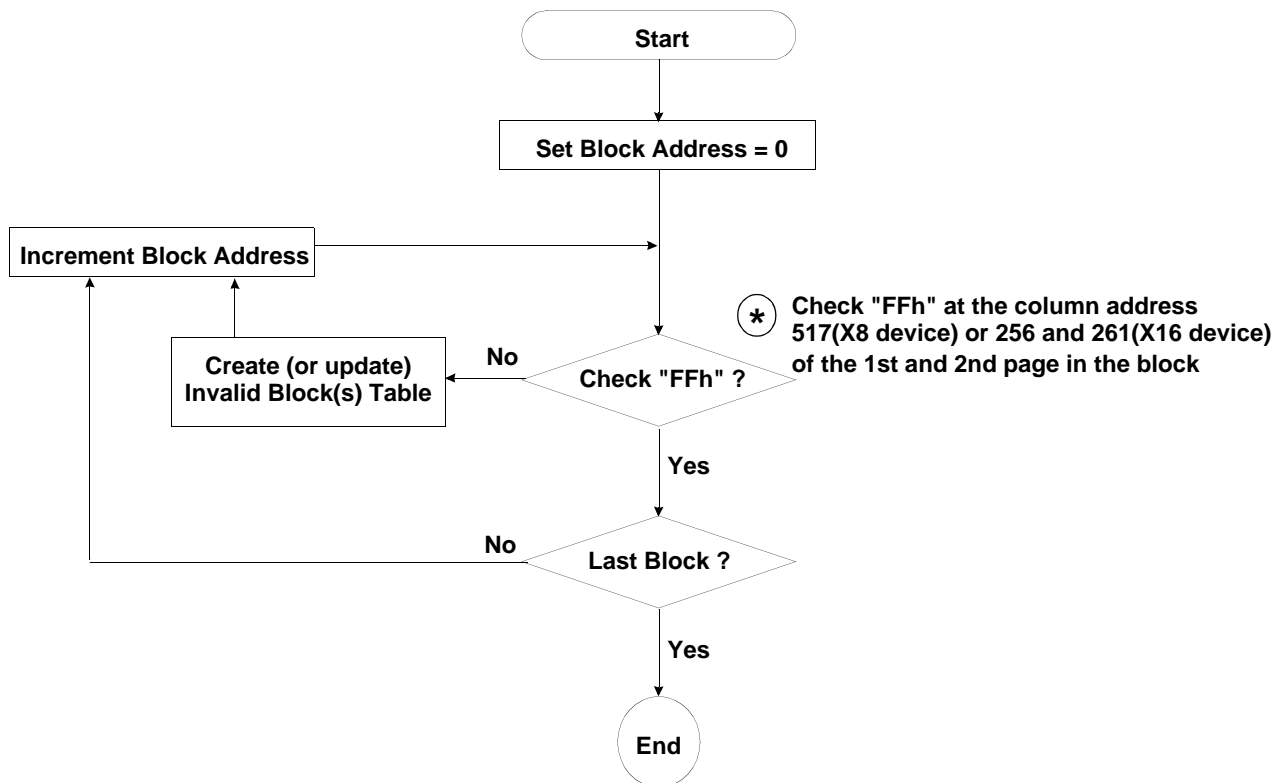 Start
Set Block Address = 0
Increment Block Address
*
Check "FFh" at the column address
517(X8 device) or 256 and 261(X16 device)
of the 1st and 2nd page in the block
No
Create (or update)
Invalid Block(s) Table
Check "FFh" ?
Yes
No
Last Block ?
Yes
End